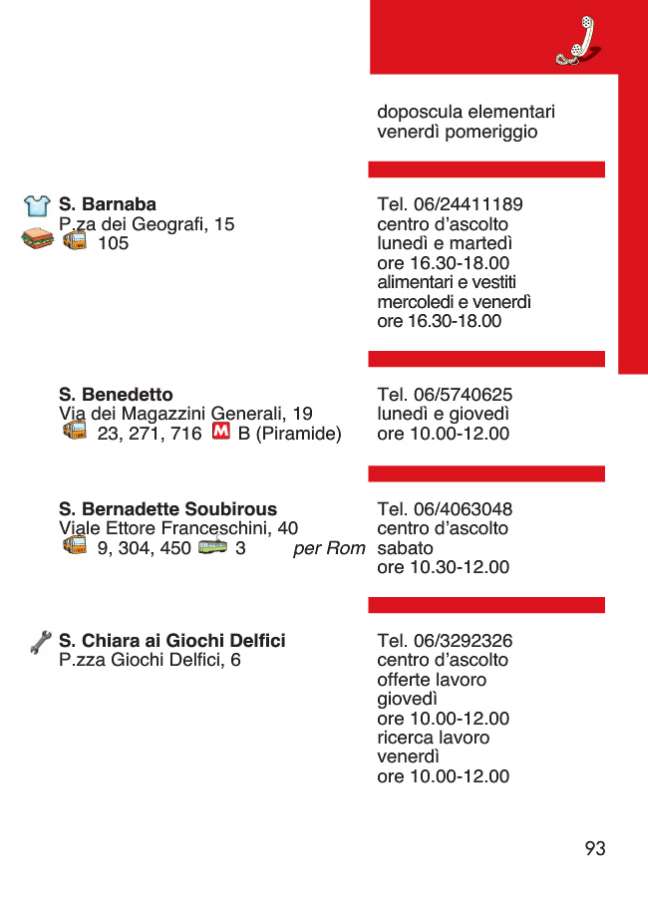 doposcula elementari
venerdì pomeriggio
S. Barnaba
P.za dei Geografi, 15
105
Tel. 06/24411189
centro d'ascolto
lunedì e martedì
ore 16.30-18.00
alimentari e vestiti
mercoledi e venerdì
ore 16.30-18.00
S. Benedetto
Via dei Magazzini Generali, 19
23, 271, 716 M B (Piramide)
Tel. 06/5740625
lunedì e giovedì
ore 10.00-12.00
S. Bernadette Soubirous
Viale Ettore Franceschini, 40
9, 304, 450 3 per Rom
Tel. 06/4063048
centro d'ascolto
sabato
ore 10.30-12.00
S. Chiara ai Giochi Delfici
P.zza Giochi Delfici, 6
Tel. 06/3292326
centro d'ascolto
offerte lavoro
giovedì
ore 10.00-12.00
ricerca lavoro
venerdì
ore 10.00-12.00
93